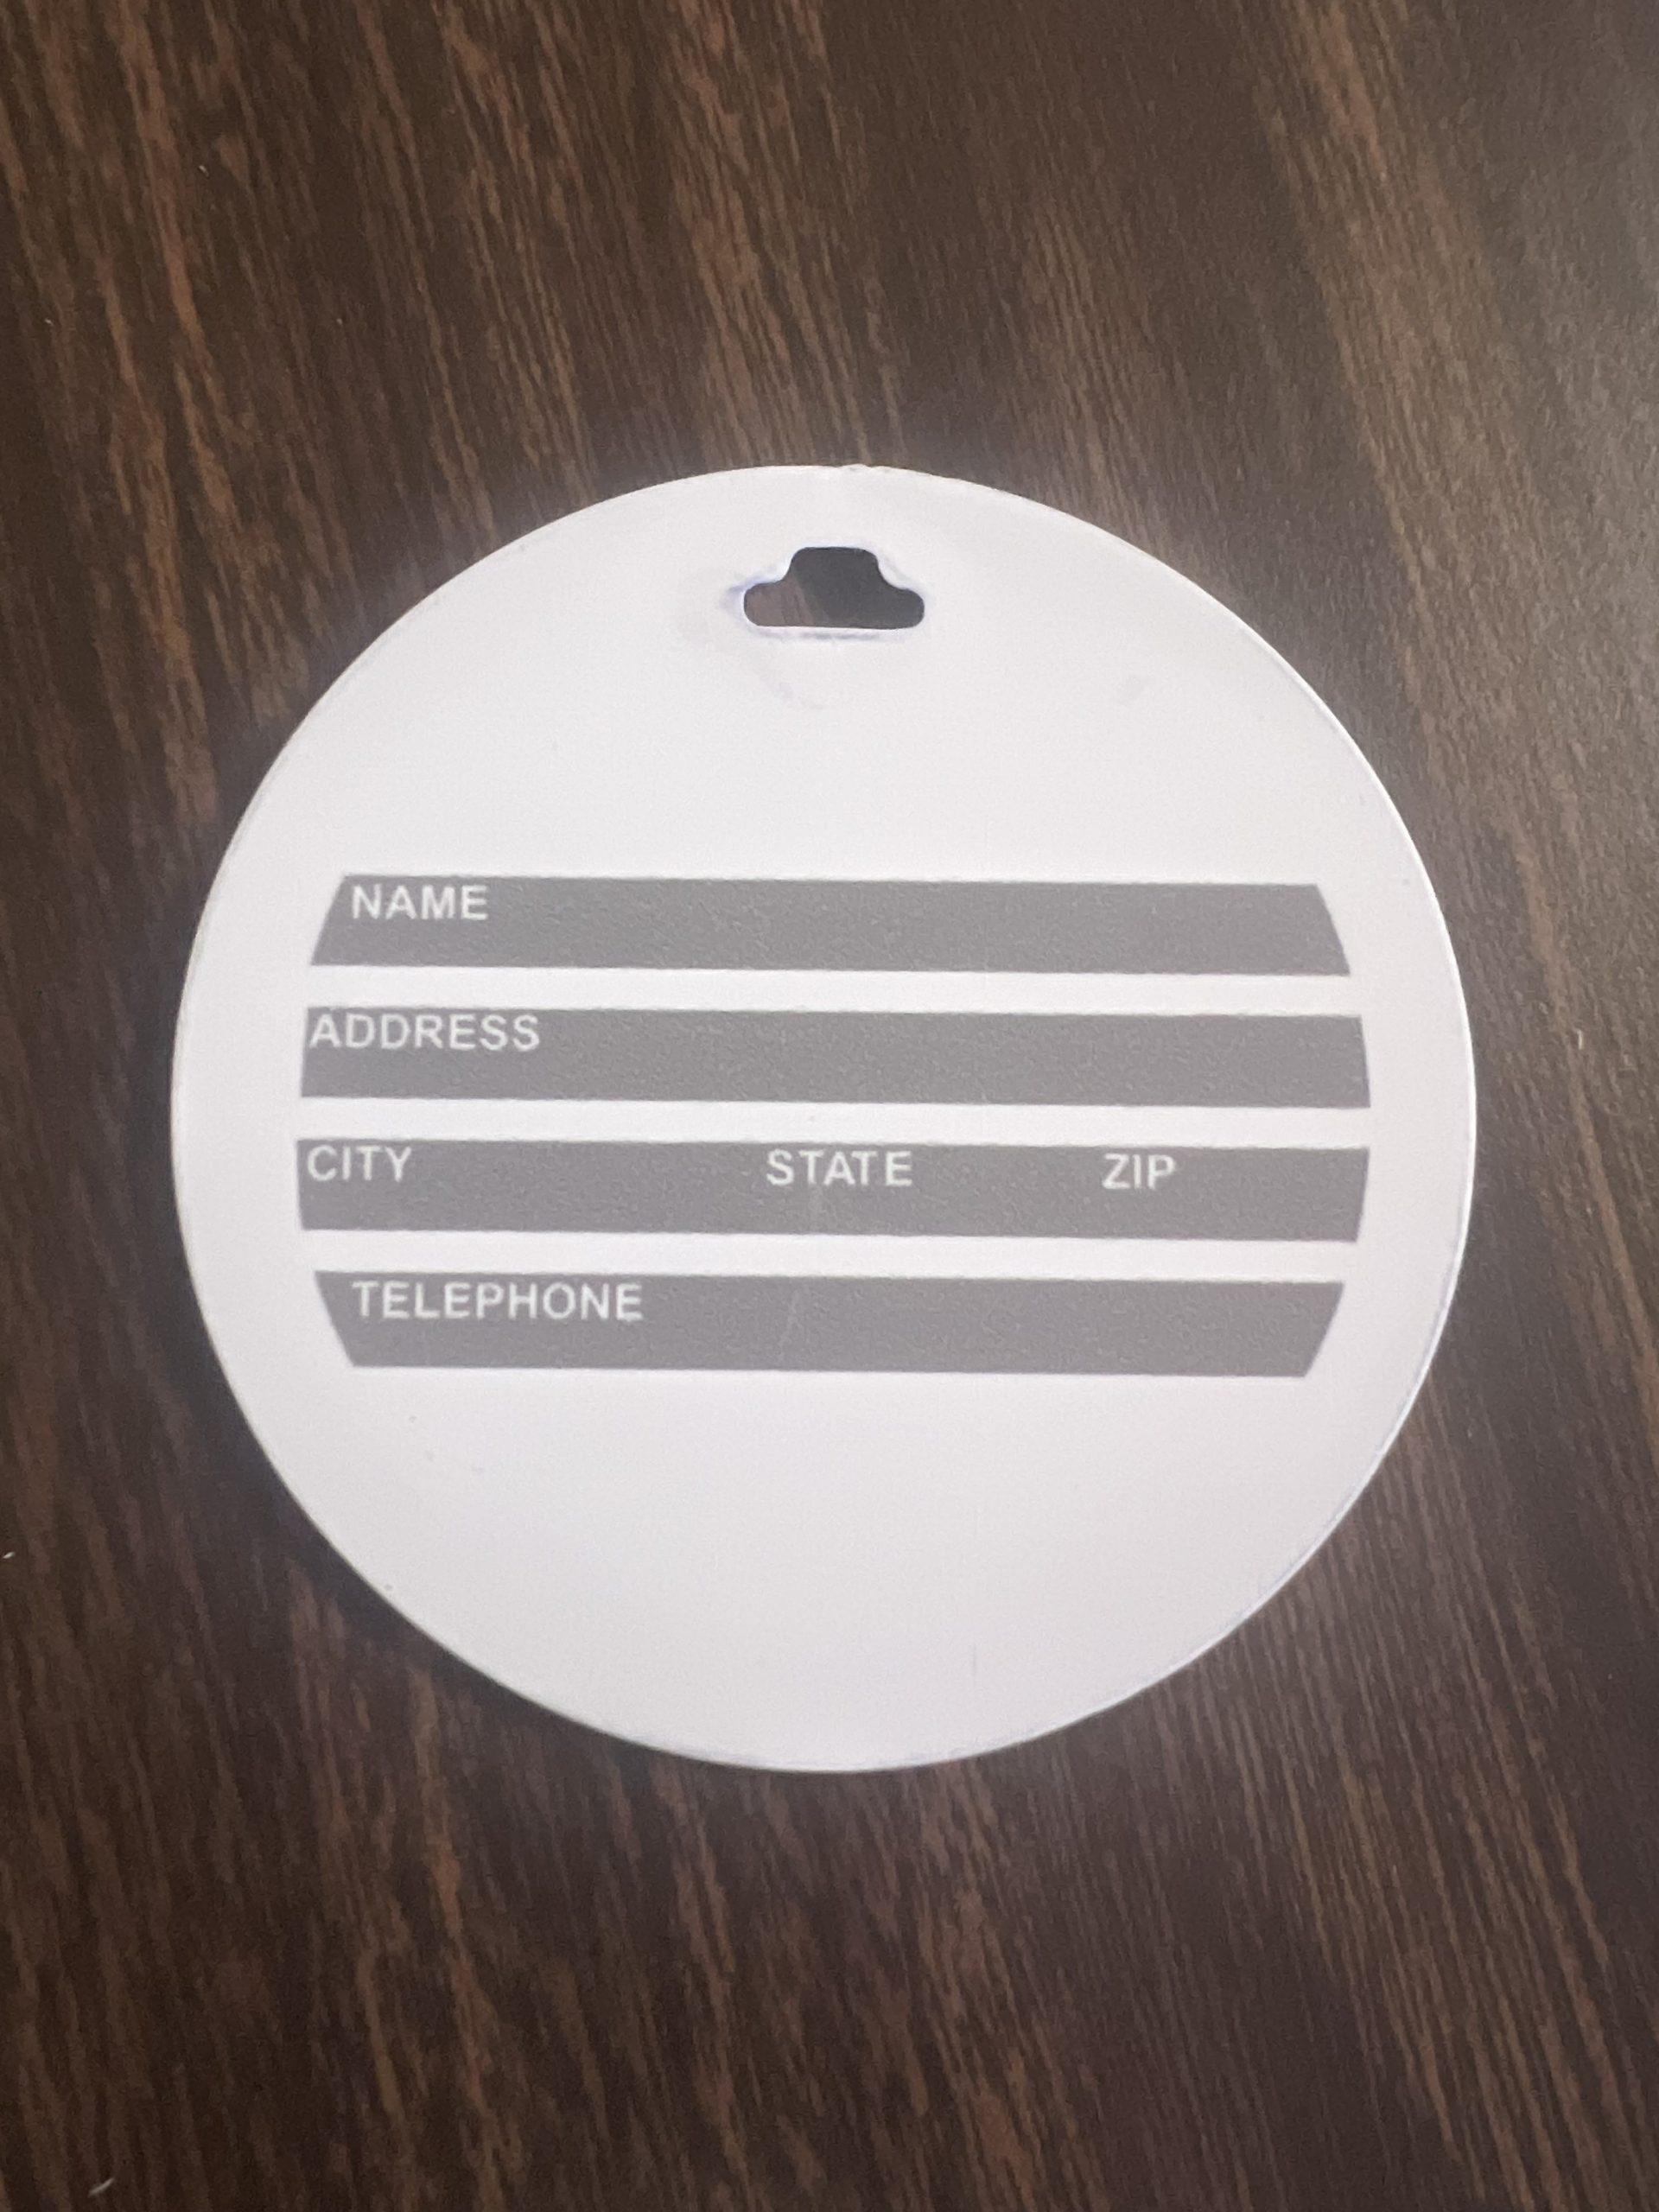 NAME
ADDRESS
CITY STATE ZIP
TELEPHONE